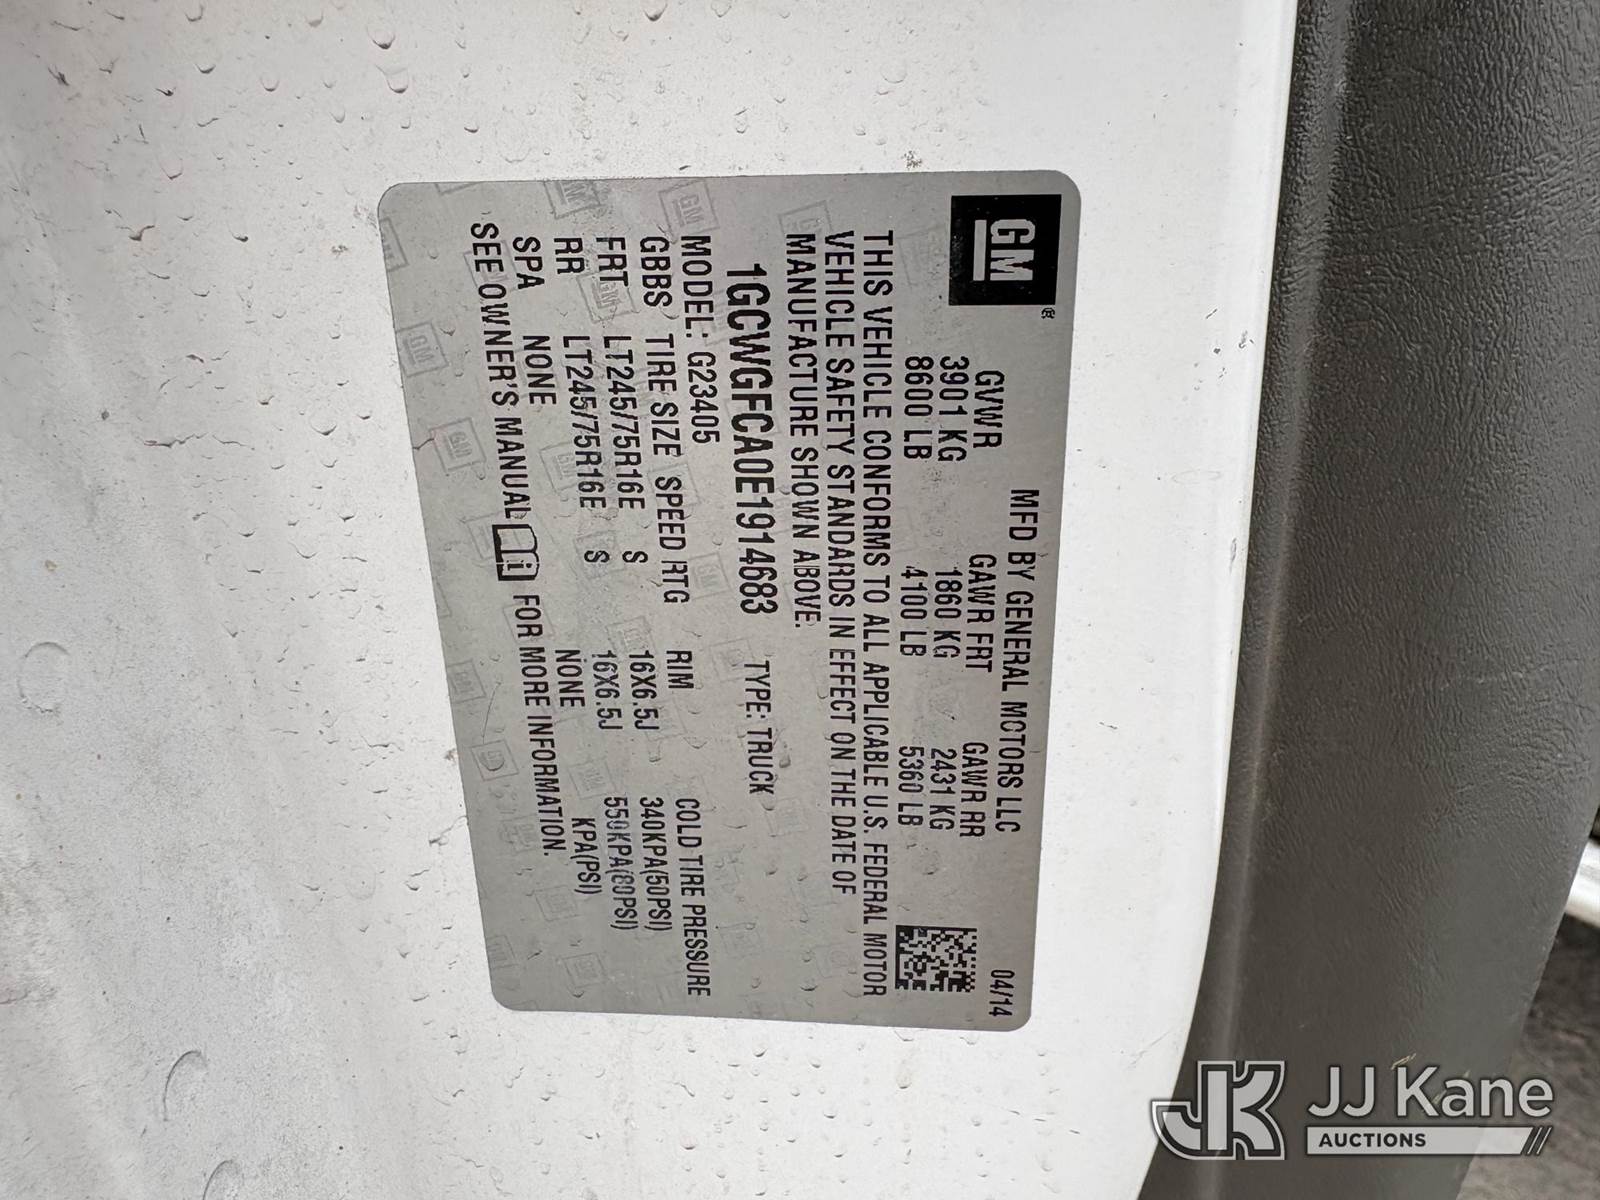 GM ®
MFD BY GENERAL MOTORS LLC 04/14
GVWR GAWR FRT GAWR RR
3901 KG 1860 KG 2431 KG
8600 LB 4100 LB 5360 LB
THIS VEHICLE CONFORMS TO ALL APPLICABLE U.S. FEDERAL MOTOR
VEHICLE SAFETY STANDARDS IN EFFECT ON THE DATE OF
MANUFACTURE SHOWN ABOVE.
1GCWGFCA0E1914683 TYPE: TRUCK
MODEL: G23405
GBBS TIRE SIZE SPEED RTG RIM COLD TIRE PRESSURE
FRT LT245/75R16E S 16X6.5J 340KPA(50PSI)
RR LT245/75R16E S 16X6.5J 550KPA(80PSI)
SPA NONE NONE KPA(PSI)
SEE OWNER'S MANUAL i FOR MORE INFORMATION.
JK JJ Kane
AUCTIONS